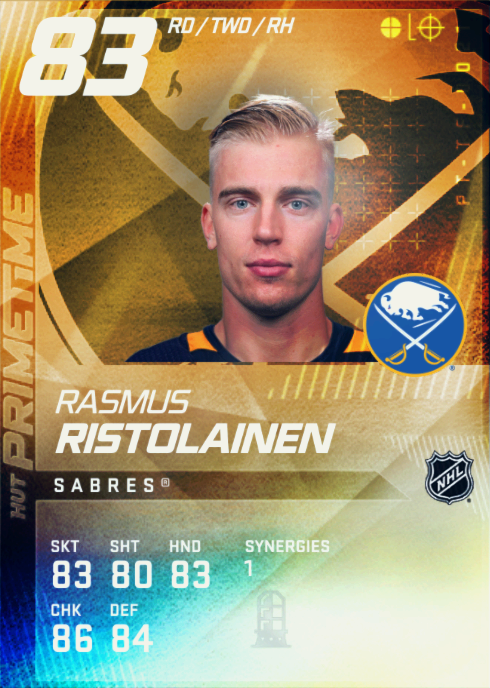 83
RD / TWD / RH
HUT PRIMETIME
RASMUS
RISTOLAINEN
SABRES®
NHL
SKT SHT HND SYNERGIES
83 80 83 1
CHK DEF
86 84